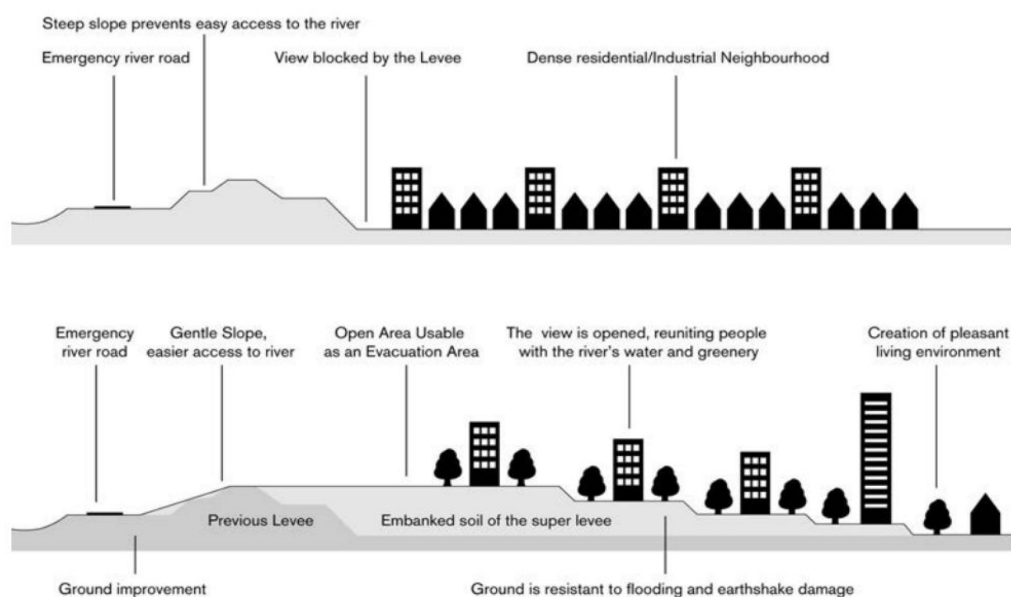 Steep slope prevents easy access to the river
Emergency river road
View blocked by the Levee
Dense residential/Industrial Neighbourhood
Emergency
river road
Gentle Slope,
easier access to river
Open Area Usable
as an Evacuation Area
The view is opened, reuniting people
with the river's water and greenery
Creation of pleasant
living environment
Previous Levee
Embanked soil of the super levee
Ground improvement
Ground is resistant to flooding and earthshake damage